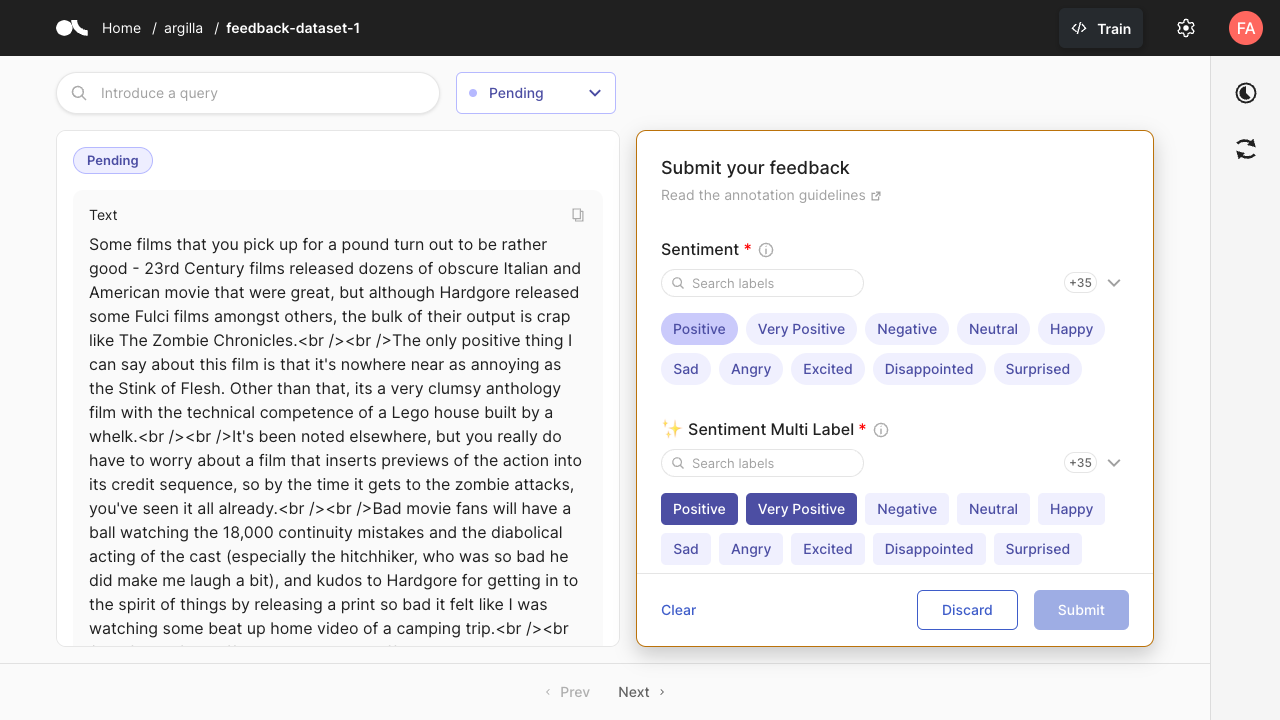 Home / argilla / feedback-dataset-1
Train
FA
Introduce a query
Pending
Pending
Text
Some films that you pick up for a pound turn out to be rather
good - 23rd Century films released dozens of obscure Italian and
American movie that were great, but although Hardgore released
some Fulci films amongst others, the bulk of their output is crap
like The Zombie Chronicles.<br /><br />The only positive thing I
can say about this film is that it's nowhere near as annoying as
the Stink of Flesh. Other than that, its a very clumsy anthology
film with the technical competence of a Lego house built by a
whelk.<br /><br />It's been noted elsewhere, but you really do
have to worry about a film that inserts previews of the action into
its credit sequence, so by the time it gets to the zombie attacks,
you've seen it all already.<br /><br />Bad movie fans will have a
ball watching the 18,000 continuity mistakes and the diabolical
acting of the cast (especially the hitchhiker, who was so bad he
did make me laugh a bit), and kudos to Hardgore for getting in to
the spirit of things by releasing a print so bad it felt like I was
watching some beat up home video of a camping trip.<br /><br
Submit your feedback
Read the annotation guidelines
Sentiment *
Search labels
+35
Positive Very Positive Negative Neutral Happy
Sad Angry Excited Disappointed Surprised
✨ Sentiment Multi Label *
Search labels
+35
Positive Very Positive Negative Neutral Happy
Sad Angry Excited Disappointed Surprised
Clear
Discard
Submit
‹ Prev
Next ›